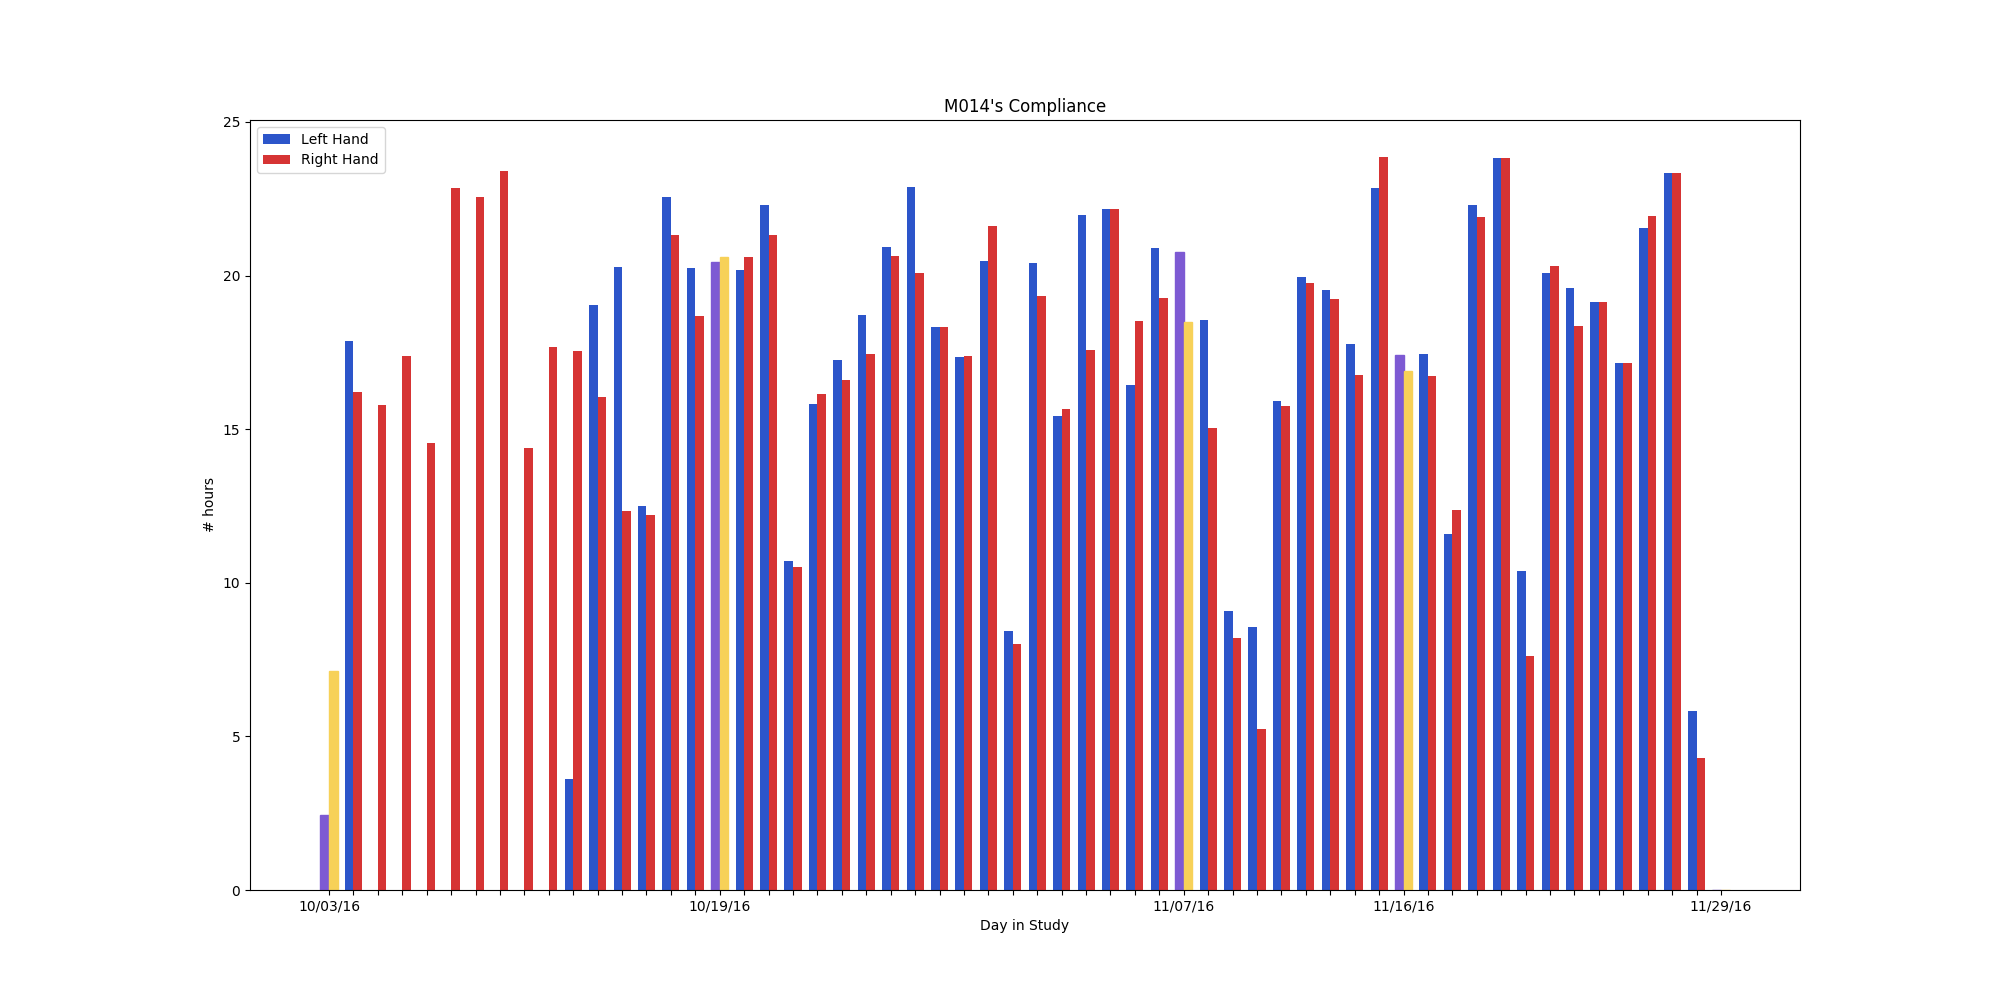 M014's Compliance
Left Hand
Right Hand
25
20
15
10
5
0
# hours
10/03/16 10/19/16 11/07/16 11/16/16 11/29/16
Day in Study